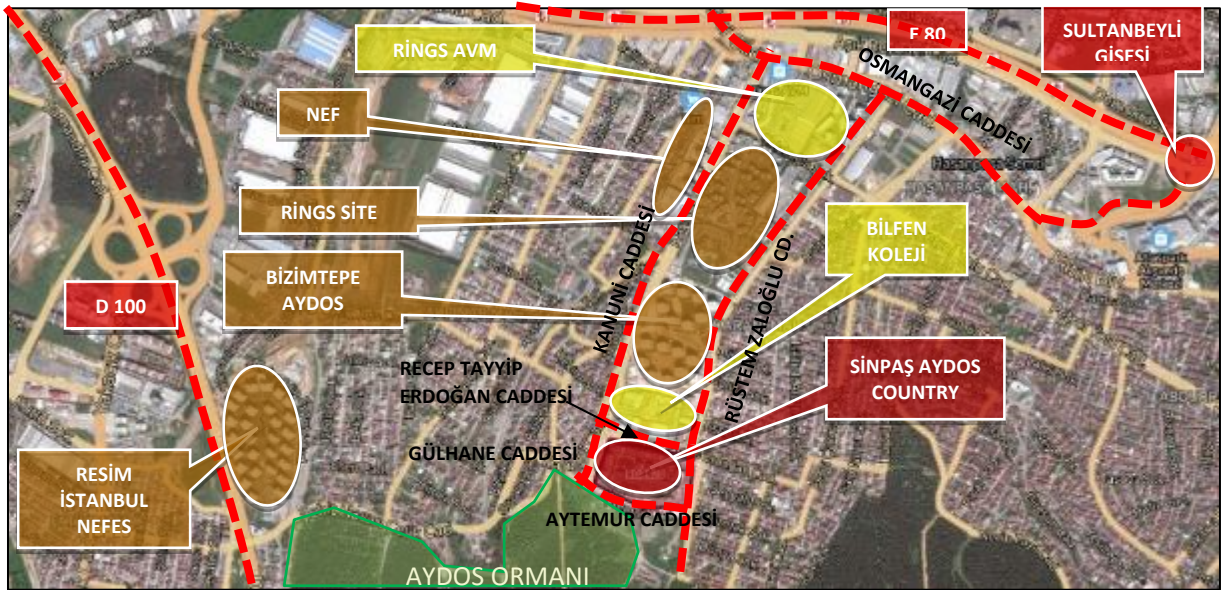 RİNGS AVM
E 80
SULTANBEYLİ
GİŞESİ
OSMANGAZİ CADDESİ
NEF
RİNGS SİTE
BİLFEN
KOLEJİ
BİZİMTEPE
AYDOS
KANUNİ CADDESİ
D 100
RÜSTEM ZALOĞLU CD.
SİNPAŞ AYDOS
COUNTRY
RECEP TAYYİP
ERDOĞAN CADDESİ
GÜLHANE CADDESİ
RESİM
İSTANBUL
NEFES
AYTEMUR CADDESİ
AYDOS ORMANI